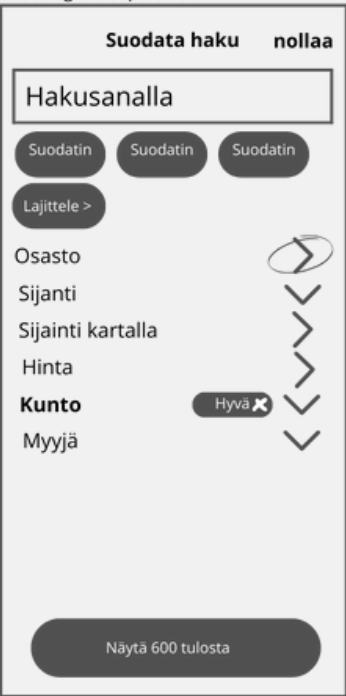 Suodata haku nollaa
Hakusanalla
Suodatin Suodatin Suodatin
Lajittele >
Osasto
Sijanti
Sijainti kartalla
Hinta
Kunto Hyvä
Myyjä
Näytä 600 tulosta